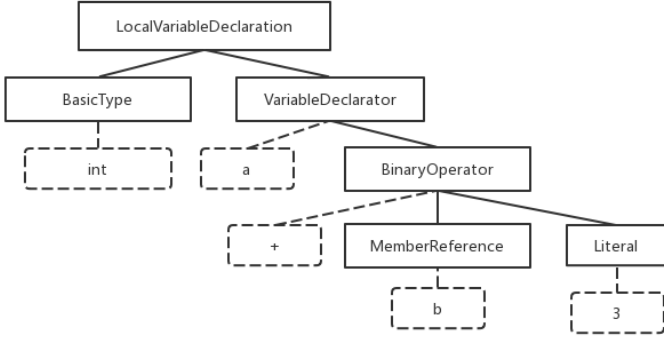 LocalVariableDeclaration
BasicType
VariableDeclarator
int
a
BinaryOperator
+
MemberReference
Literal
b
3